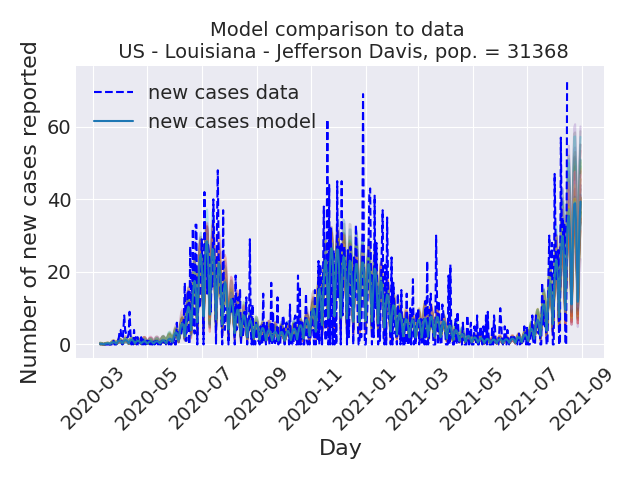 Model comparison to data
US - Louisiana - Jefferson Davis, pop. = 31368
Number of new cases reported
60
40
20
0
new cases data
new cases model
2020-03
2020-05
2020-07
2020-09
2020-11
2021-01
2021-03
2021-05
2021-07
2021-09
Day